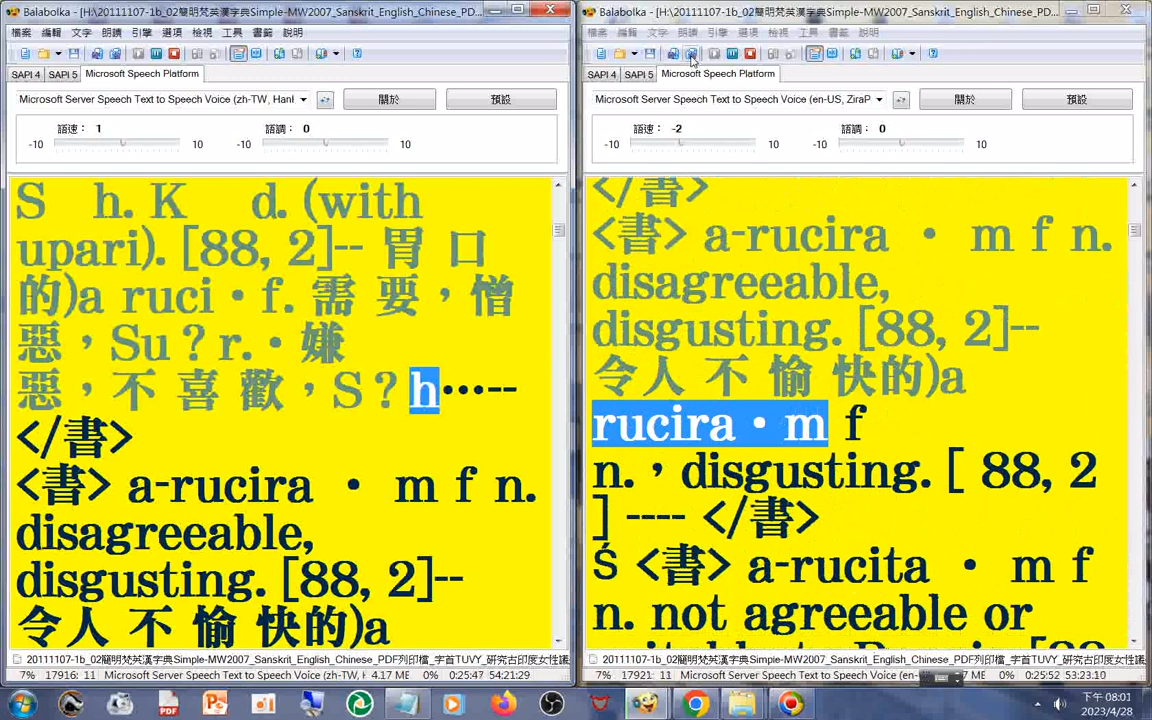 Balabolka - [H:\20111107-1b_02簡明梵英漢字典Simple-MW2007_Sanskrit_English_Chinese_PD...
檔案 編輯 文字 朗讀 引擎 選項 檢視 工具 書籤 說明
SAPI 4 SAPI 5 Microsoft Speech Platform
Microsoft Server Speech Text to Speech Voice (zh-TW, Hanl 關於 預設
語速： 1 語調： 0
-10 10 -10 10
S h. K d. (with
upari). [88, 2]-- 胃 口
的)a ruci・f. 需 要，憎
惡，Su？r.・嫌
惡，不 喜 歡，S？h…--
</書>
<書> a-rucira ・ m f n.
disagreeable,
disgusting. [88, 2]--
令人 不 愉 快的)a
20111107-1b_02簡明梵英漢字典Simple-MW2007_Sanskrit_English_Chinese_PDF列印檔_字首TUVY_研究古印度女性議
7% 17916: 11 Microsoft Server Speech Text to Speech Voice (zh-TW, H 4.17 ME 0% 0:25:47 54:21:29
Balabolka - [H:\20111107-1b_02簡明梵英漢字典Simple-MW2007_Sanskrit_English_Chinese_PD...
檔案 編輯 文字 朗讀 引擎 選項 檢視 工具 書籤 說明
SAPI 4 SAPI 5 Microsoft Speech Platform
Microsoft Server Speech Text to Speech Voice (en-US, ZiraP 關於 預設
語速： -2 語調： 0
-10 10 -10 10
</書>
<書> a-rucira ・ m f n.
disagreeable,
disgusting. [88, 2]--
令人 不 愉 快的)a
rucira・m f
n.，disgusting. [ 88, 2
] ---- </書>
Ś <書> a-rucita ・ m f
n. not agreeable or
20111107-1b_02簡明梵英漢字典Simple-MW2007_Sanskrit_English_Chinese_PDF列印檔_字首TUVY_研究古印度女性議
7% 17921: 11 Microsoft Server Speech Text to Speech Voice (en-U 0% 0:25:52 53:23:10
下午 08:01
2023/4/28